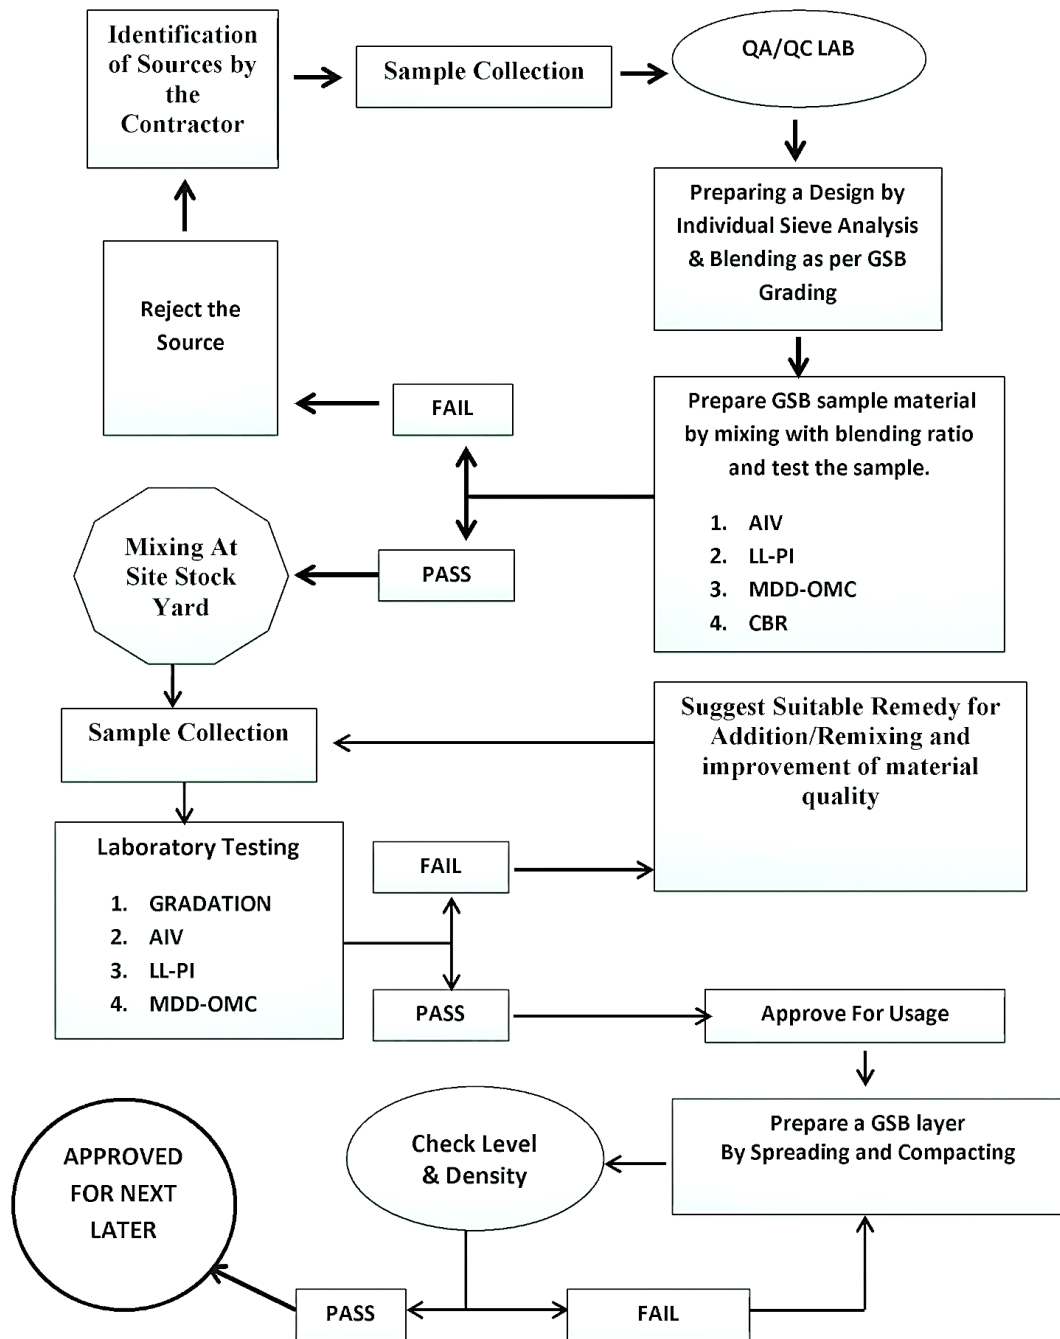 Identification
of Sources by
the
Contractor
Sample Collection
QA/QC LAB
Preparing a Design by
Individual Sieve Analysis
& Blending as per GSB
Grading
Reject the
Source
FAIL
Prepare GSB sample material
by mixing with blending ratio
and test the sample.
1. AIV
2. LL-PI
3. MDD-OMC
4. CBR
PASS
Mixing At
Site Stock
Yard
Sample Collection
Suggest Suitable Remedy for
Addition/Remixing and
improvement of material
quality
Laboratory Testing
1. GRADATION
2. AIV
3. LL-PI
4. MDD-OMC
FAIL
PASS
Approve For Usage
Prepare a GSB layer
By Spreading and Compacting
Check Level
& Density
APPROVED
FOR NEXT
LATER
PASS
FAIL